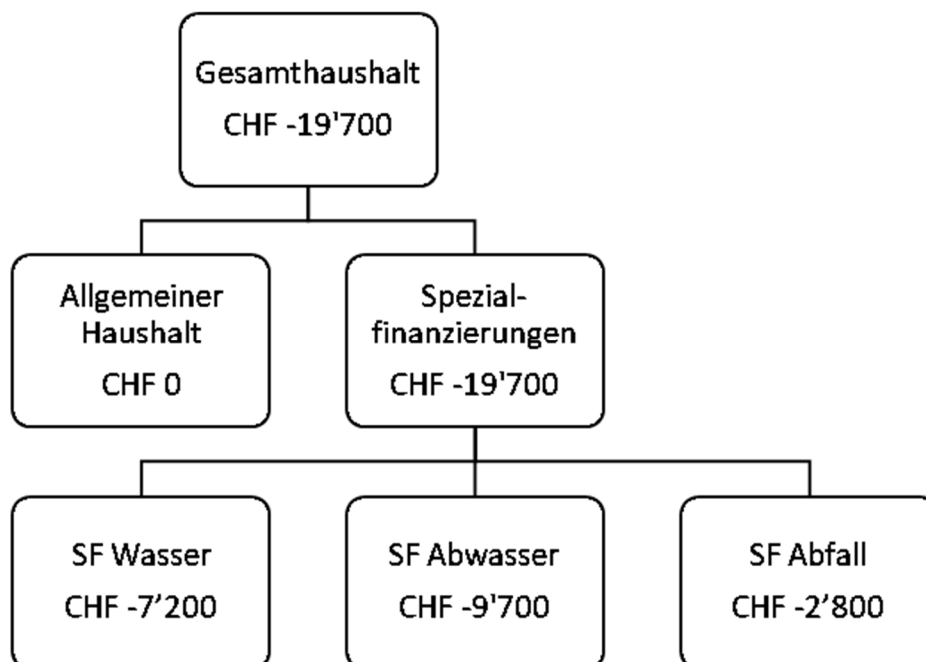 Gesamthaushalt
CHF -19'700
Allgemeiner
Haushalt
CHF 0
Spezial-
finanzierungen
CHF -19'700
SF Wasser
CHF -7’200
SF Abwasser
CHF -9'700
SF Abfall
CHF -2’800